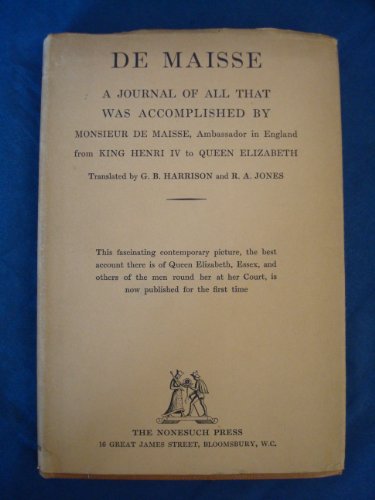 DE MAISSE
A JOURNAL OF ALL THAT
WAS ACCOMPLISHED BY
MONSIEUR DE MAISSE, Ambassador in England
from KING HENRI IV to QUEEN ELIZABETH
Translated by G. B. HARRISON and R. A. JONES
This fascinating contemporary picture, the best
account there is of Queen Elizabeth, Essex, and
others of the men round her at her Court, is
now published for the first time
THE NONESUCH PRESS
16 GREAT JAMES STREET, BLOOMSBURY, W.C.